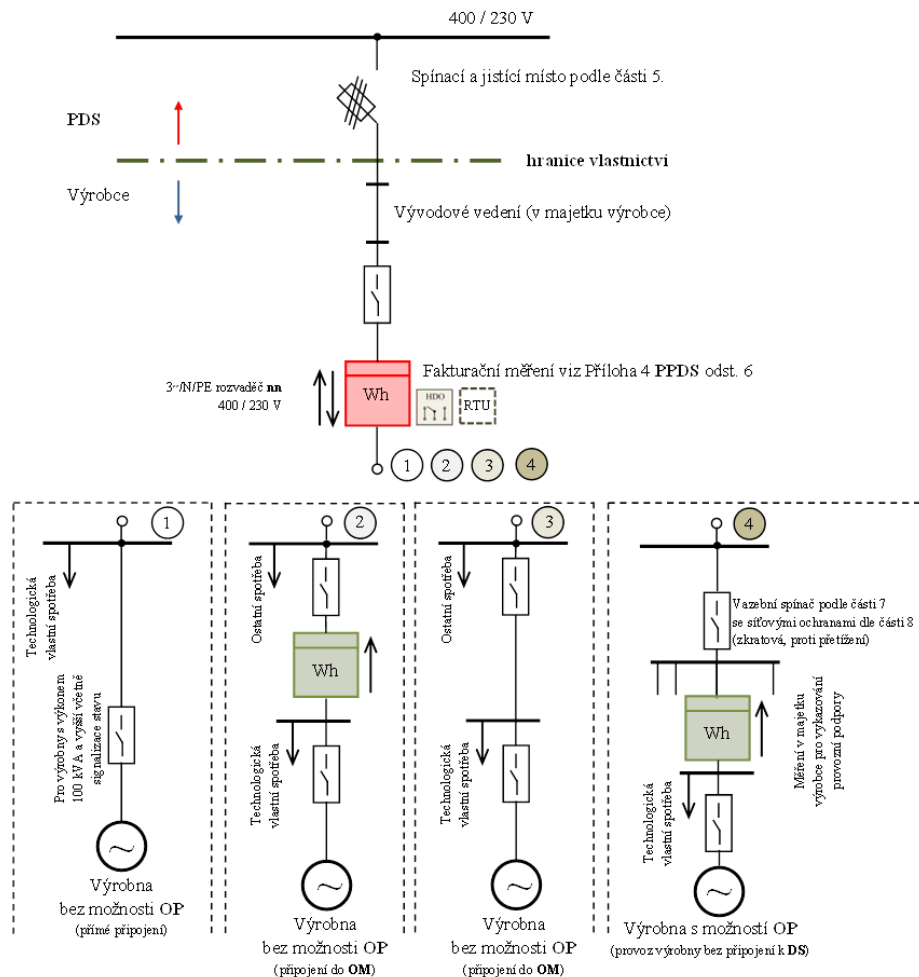 400 / 230 V
Spínací a jistící místo podle části 5.
PDS
hranice vlastnictví
Výrobce
Vývodové vedení (v majetku výrobce)
Fakturační měření viz Příloha 4 PPDS odst. 6
3~/N/PE rozvaděč nn
400 / 230 V
Wh
HDO
RTU
1
2
3
4
1
Technologická
vlastní spotřeba
Pro výrobny s výkonem
100 kVA a vyšší včetně
signalizace stavu
Výrobna
bez možnosti OP
(přímé připojení)
2
Ostatní spotřeba
Wh
Technologická
vlastní spotřeba
Výrobna
bez možnosti OP
(připojení do OM)
3
Ostatní spotřeba
Technologická
vlastní spotřeba
Výrobna
bez možnosti OP
(připojení do OM)
4
Vazební spínač podle části 7
se síťovými ochranami dle části 8
(zkratová, proti přetížení)
Wh
Měření v majetku
výrobce pro vykazování
provozní podpory
Technologická
vlastní spotřeba
Výrobna s možností OP
(provoz výrobny bez připojení k DS)